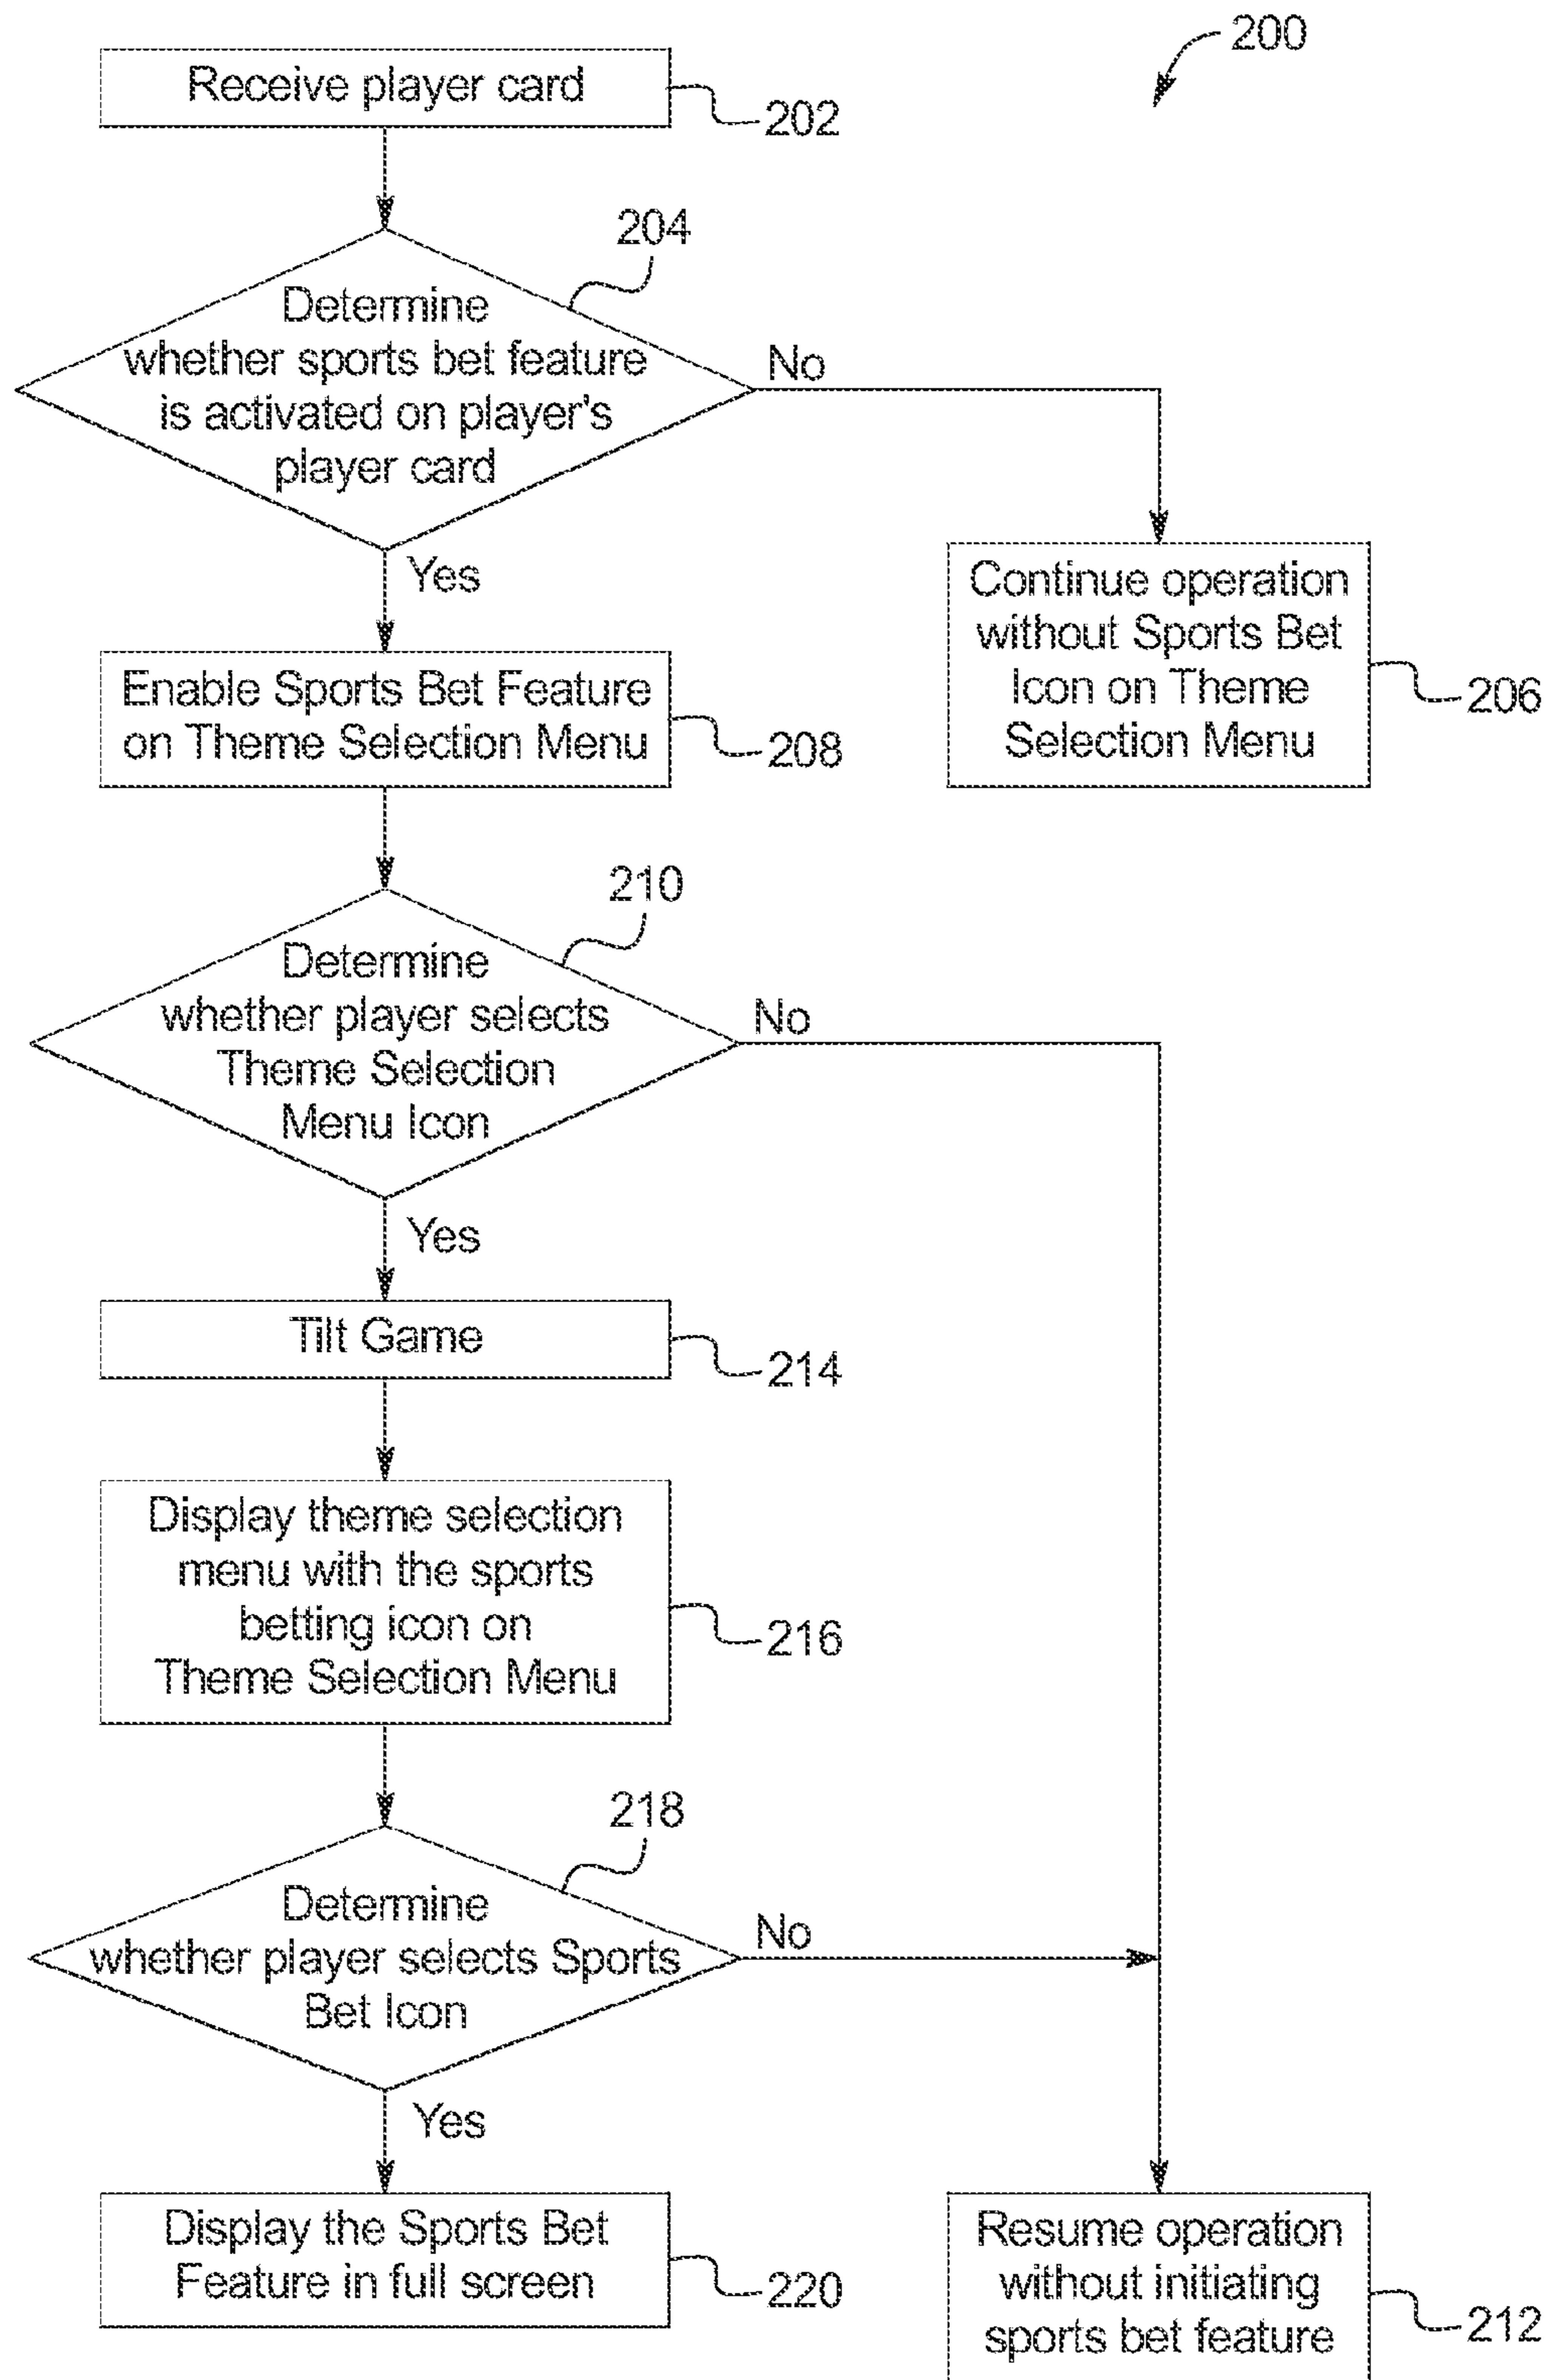 200
Receive player card
202
204
Determine
whether sports bet feature
is activated on player's
player card
No
Yes
Continue operation
without Sports Bet
Icon on Theme
Selection Menu
206
Enable Sports Bet Feature
on Theme Selection Menu
208
210
Determine
whether player selects
Theme Selection
Menu Icon
No
Yes
Tilt Game
214
Display theme selection
menu with the sports
betting icon on
Theme Selection Menu
216
218
Determine
whether player selects Sports
Bet Icon
No
Yes
Display the Sports Bet
Feature in full screen
220
Resume operation
without initiating
sports bet feature
212